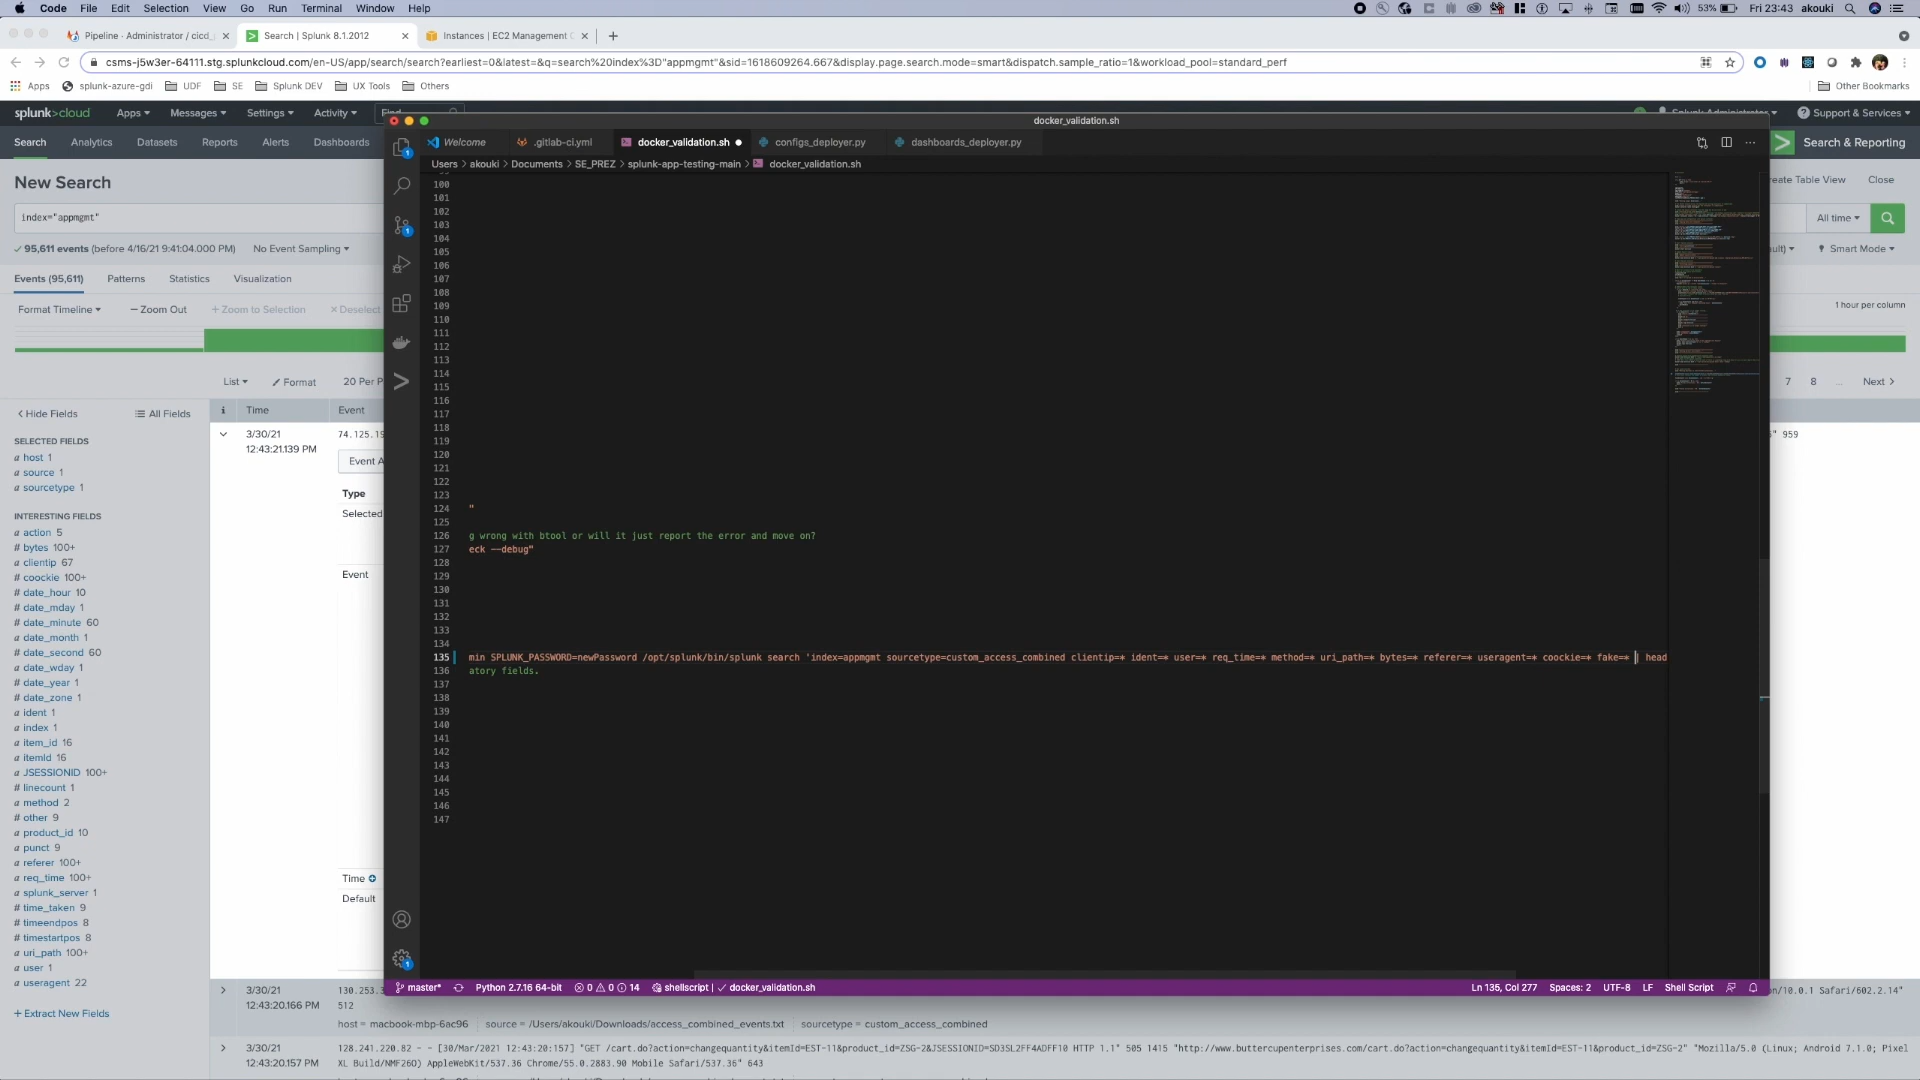 Code File Edit Selection View Go Run Terminal Window Help
53% Fri 23:43 akouki
Pipeline · Administrator / cicd_
Search | Splunk 8.1.2012
Instances | EC2 Management
csms-j5w3er-64111.stg.splunkcloud.com/en-US/app/search/search?earliest=0&latest=&q=search%20index%3D"appmgmt"&sid=1618609264.667&display.page.search.mode=smart&dispatch.sample_ratio=1&workload_pool=standard_perf
Apps splunk-azure-gdi UDF SE Splunk DEV UX Tools Others Other Bookmarks
splunk>cloud Apps Messages Settings Activity Find Splunk Administrator Support & Services
Search Analytics Datasets Reports Alerts Dashboards Search & Reporting
New Search
Create Table View Close
index="appmgmt"
All time
95,611 events (before 4/16/21 9:41:04.000 PM) No Event Sampling
Smart Mode
Events (95,611) Patterns Statistics Visualization
Format Timeline — Zoom Out + Zoom to Selection × Deselect
1 hour per column
List Format 20 Per P
7 8 ... Next >
< Hide Fields All Fields
i Time Event
SELECTED FIELDS
a host 1
a source 1
a sourcetype 1
INTERESTING FIELDS
a action 5
# bytes 100+
a clientip 67
# coockie 100+
# date_hour 10
# date_mday 1
# date_minute 60
a date_month 1
# date_second 60
a date_wday 1
# date_year 1
# date_zone 1
a ident 1
a index 1
a item_id 16
a itemId 16
a JSESSIONID 100+
# linecount 1
a method 2
# other 9
a product_id 10
a punct 9
a referer 100+
a req_time 100+
a splunk_server 1
# time_taken 9
# timeendpos 8
# timestartpos 8
a uri_path 100+
a user 1
a useragent 22
+ Extract New Fields
3/30/21
12:43:21.139 PM
74.125.19
959
Event A
Type
Selected
Event
Time
Default
docker_validation.sh
Welcome .gitlab-ci.yml docker_validation.sh configs_deployer.py dashboards_deployer.py
Users > akouki > Documents > SE_PREZ > splunk-app-testing-main > docker_validation.sh
100
101
102
103
104
105
106
107
108
109
110
111
112
113
114
115
116
117
118
119
120
121
122
123
124 "
125
126 g wrong with btool or will it just report the error and move on?
127 eck --debug"
128
129
130
131
132
133
134
135 min SPLUNK_PASSWORD=newPassword /opt/splunk/bin/splunk search 'index=appmgmt sourcetype=custom_access_combined clientip=* ident=* user=* req_time=* method=* uri_path=* bytes=* referer=* useragent=* coockie=* fake=* | head
136 atory fields.
137
138
139
140
141
142
143
144
145
146
147
master* Python 2.7.16 64-bit 0 0 14 shellscript | docker_validation.sh Ln 135, Col 277 Spaces: 2 UTF-8 LF Shell Script
3/30/21
12:43:20.166 PM
130.253.3
on/10.0.1 Safari/602.2.14"
512
host = macbook-mbp-6ac96 source = /Users/akouki/Downloads/access_combined_events.txt sourcetype = custom_access_combined
3/30/21
12:43:20.157 PM
128.241.220.82 - - [30/Mar/2021 12:43:20:157] "GET /cart.do?action=changequantity&itemId=EST-11&product_id=ZSG-2&JSESSIONID=SD3SL2FF4ADFF10 HTTP 1.1" 505 1415 "http://www.buttercupenterprises.com/cart.do?action=changequantity&itemId=EST-11&product_id=ZSG-2" "Mozilla/5.0 (Linux; Android 7.1.0; Pixel
XL Build/NMF26O) AppleWebKit/537.36 Chrome/55.0.2883.90 Mobile Safari/537.36" 643